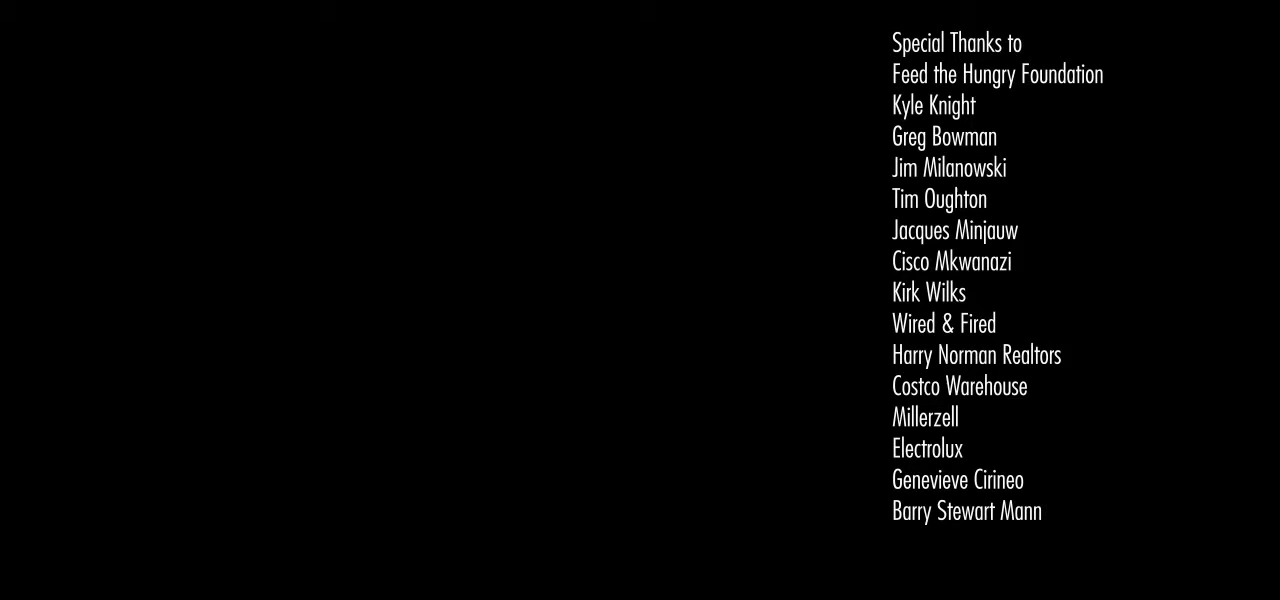 Special Thanks to
Feed the Hungry Foundation
Kyle Knight
Greg Bowman
Jim Milanowski
Tim Oughton
Jacques Minjauw
Cisco Mkwanazi
Kirk Wilks
Wired & Fired
Harry Norman Realtors
Costco Warehouse
Millerzell
Electrolux
Genevieve Cirineo
Barry Stewart Mann